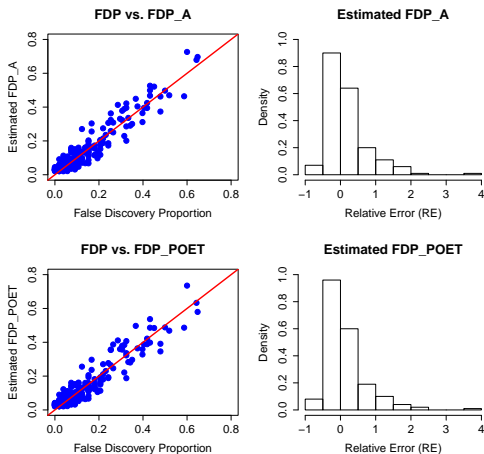 FDP vs. FDP_A
Estimated FDP_A
0.0 0.2 0.4 0.6 0.8
False Discovery Proportion
Estimated FDP_A
Density
0.0 0.2 0.4 0.6 0.8 1.0
−1 0 1 2 3 4
Relative Error (RE)
0.0 0.2 0.4 0.6 0.8
FDP vs. FDP_POET
Estimated FDP_POET
0.0 0.2 0.4 0.6 0.8
0.0 0.2 0.4 0.6 0.8
False Discovery Proportion
Estimated FDP_POET
Density
0.0 0.2 0.4 0.6 0.8 1.0
−1 0 1 2 3 4
Relative Error (RE)